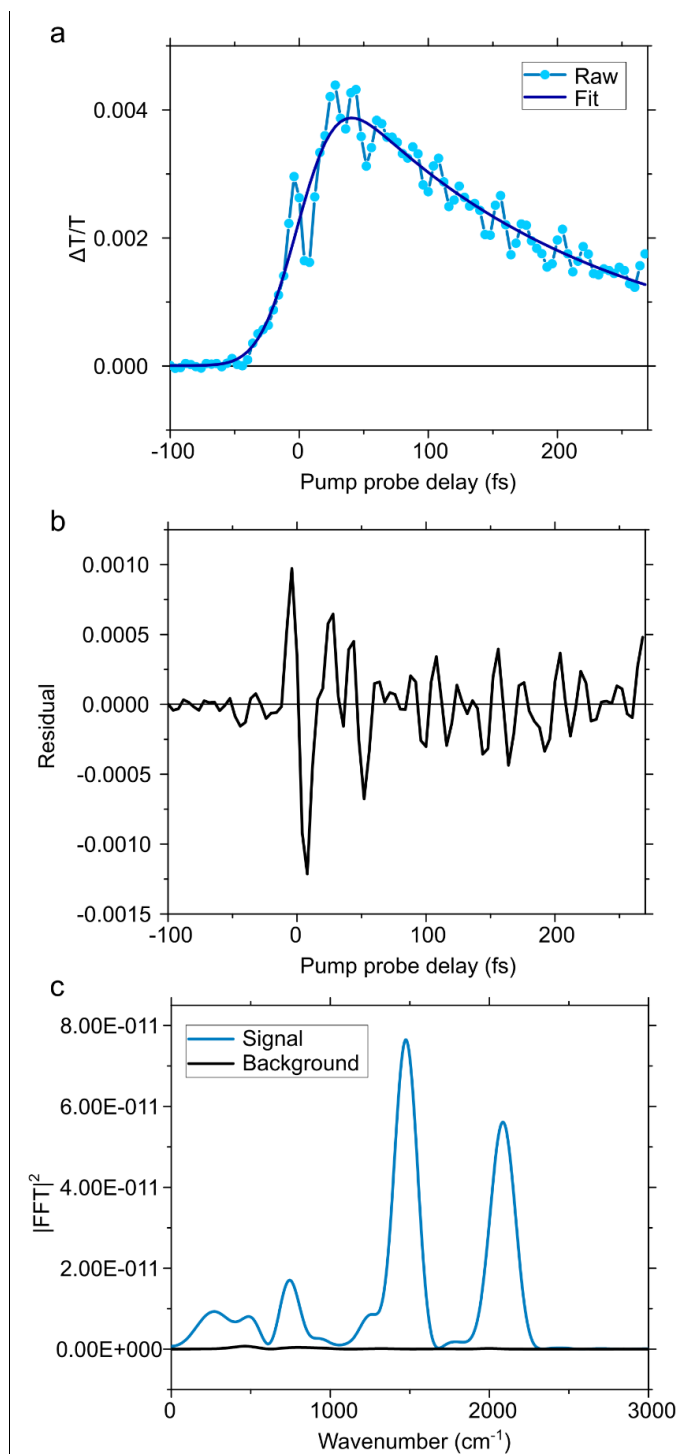 a
Raw
Fit
0.004
0.002
0.000
ΔT/T
-100
0
100
200
Pump probe delay (fs)
b
0.0010
0.0005
0.0000
-0.0005
-0.0010
-0.0015
Residual
-100
0
100
200
Pump probe delay (fs)
c
Signal
Background
8.00E-011
6.00E-011
4.00E-011
2.00E-011
0.00E+000
|FFT|²
0
1000
2000
3000
Wavenumber (cm⁻¹)